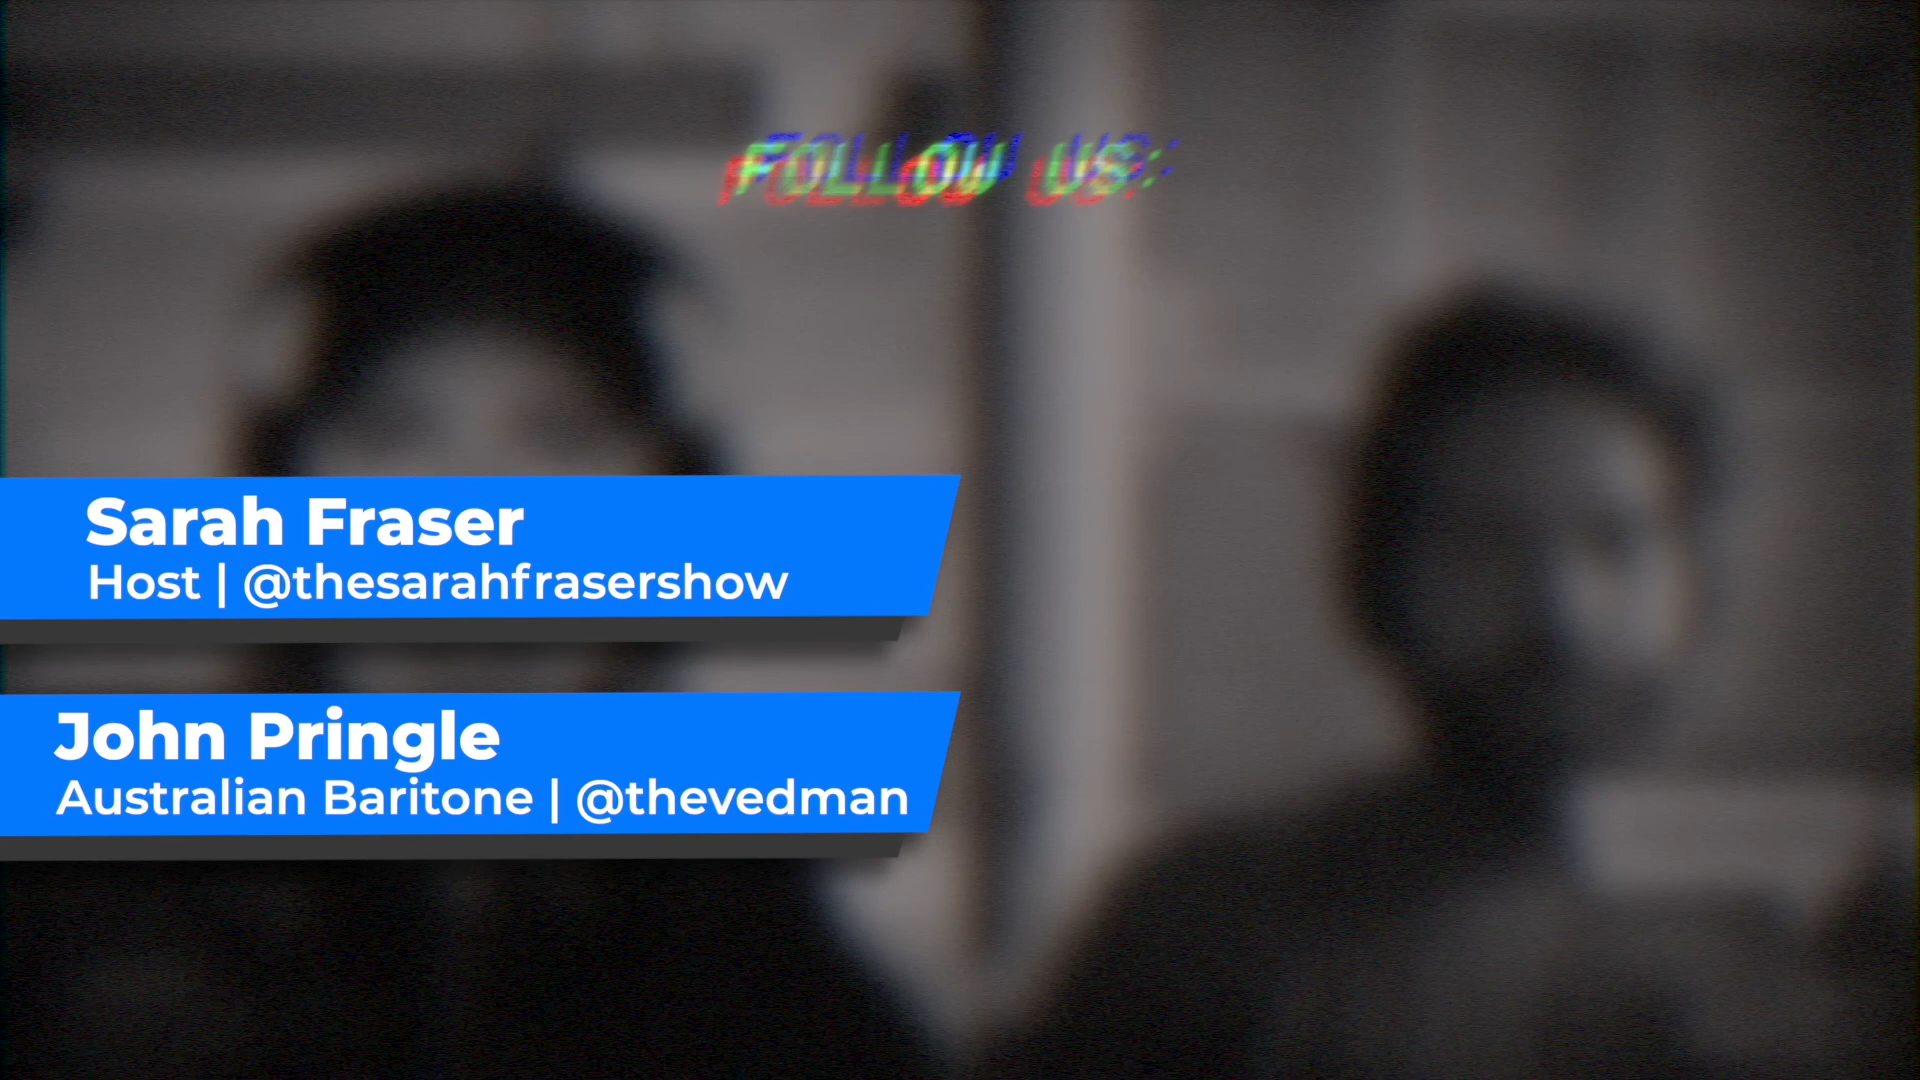 FOLLOW US:
Sarah Fraser
Host | @thesarahfrasershow
John Pringle
Australian Baritone | @thevedman